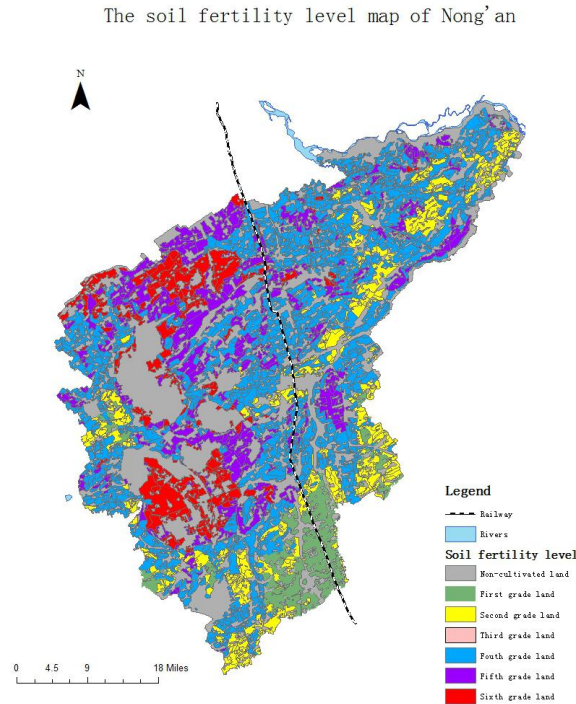 The soil fertility level map of Nong'an
N
Legend
Railway
Rivers
Soil fertility level
Non-cultivated land
First grade land
Second grade land
Third grade land
Fouth grade land
Fifth grade land
Sixth grade land
0 4.5 9 18 Miles